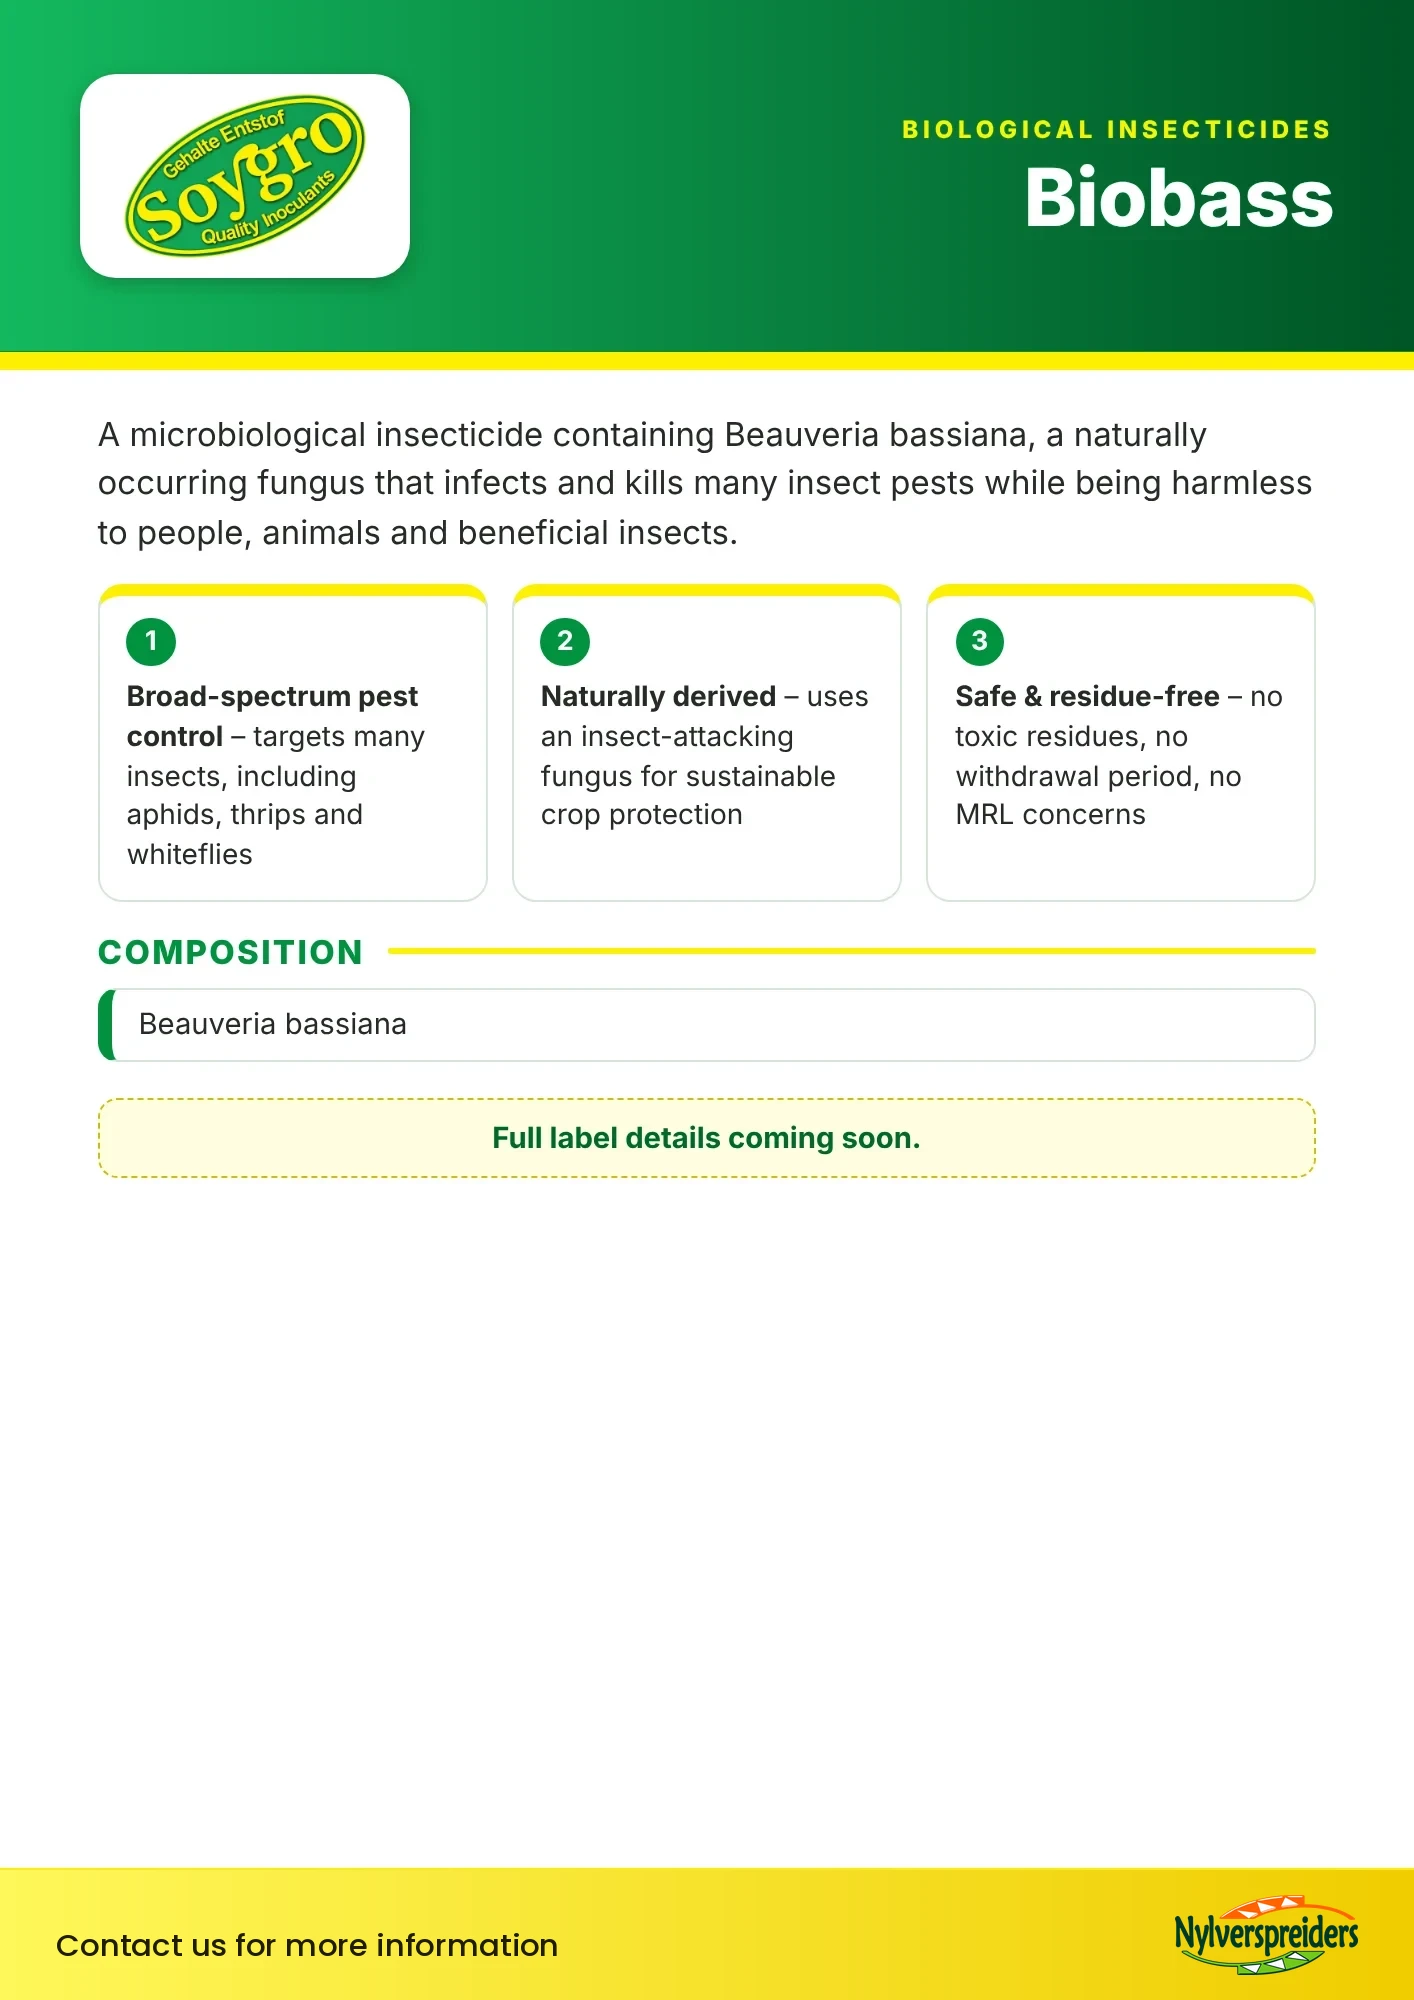 Gehalte Entstof
Soygro
Quality Inoculants
BIOLOGICAL INSECTICIDES
Biobass
A microbiological insecticide containing Beauveria bassiana, a naturally
occurring fungus that infects and kills many insect pests while being harmless
to people, animals and beneficial insects.
1
Broad-spectrum pest
control – targets many
insects, including
aphids, thrips and
whiteflies
2
Naturally derived – uses
an insect-attacking
fungus for sustainable
crop protection
3
Safe & residue-free – no
toxic residues, no
withdrawal period, no
MRL concerns
COMPOSITION
Beauveria bassiana
Full label details coming soon.
Contact us for more information
Nylverspreiders